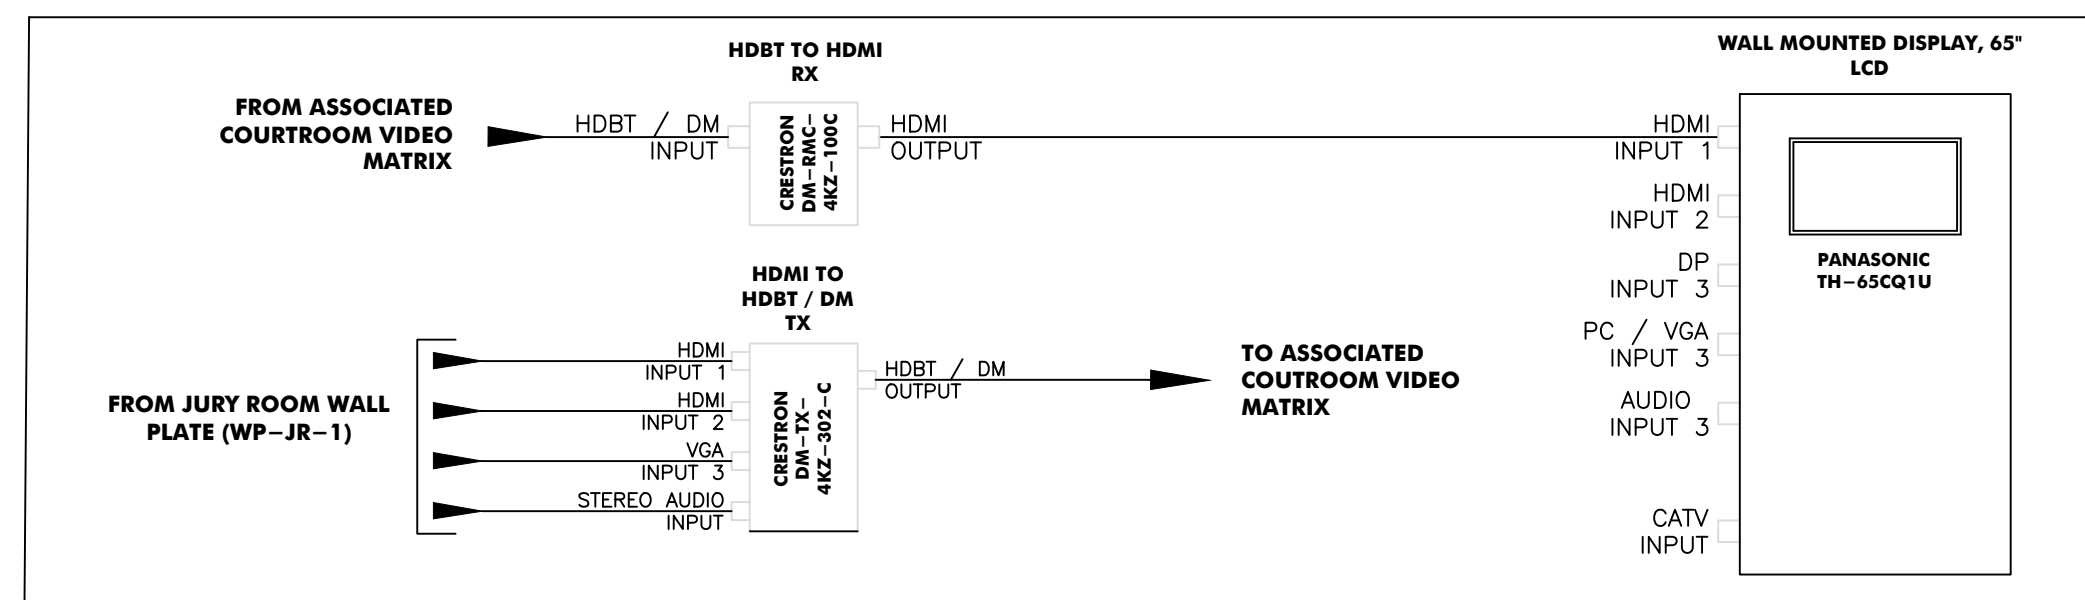 HDBT TO HDMI
RX
WALL MOUNTED DISPLAY, 65"
LCD
FROM ASSOCIATED
COURTROOM VIDEO
MATRIX
HDBT / DM
INPUT
CRESTRON
DM-RMC-
4KZ-100C
HDMI
OUTPUT
HDMI
INPUT 1
HDMI
INPUT 2
DP
INPUT 3
PC / VGA
INPUT 3
AUDIO
INPUT 3
CATV
INPUT
PANASONIC
TH-65CQ1U
HDMI TO
HDBT / DM
TX
FROM JURY ROOM WALL
PLATE (WP-JR-1)
HDMI
INPUT 1
HDMI
INPUT 2
VGA
INPUT 3
STEREO AUDIO
INPUT
CRESTRON
DM-TX-
4KZ-302-C
HDBT / DM
OUTPUT
TO ASSOCIATED
COUTROOM VIDEO
MATRIX